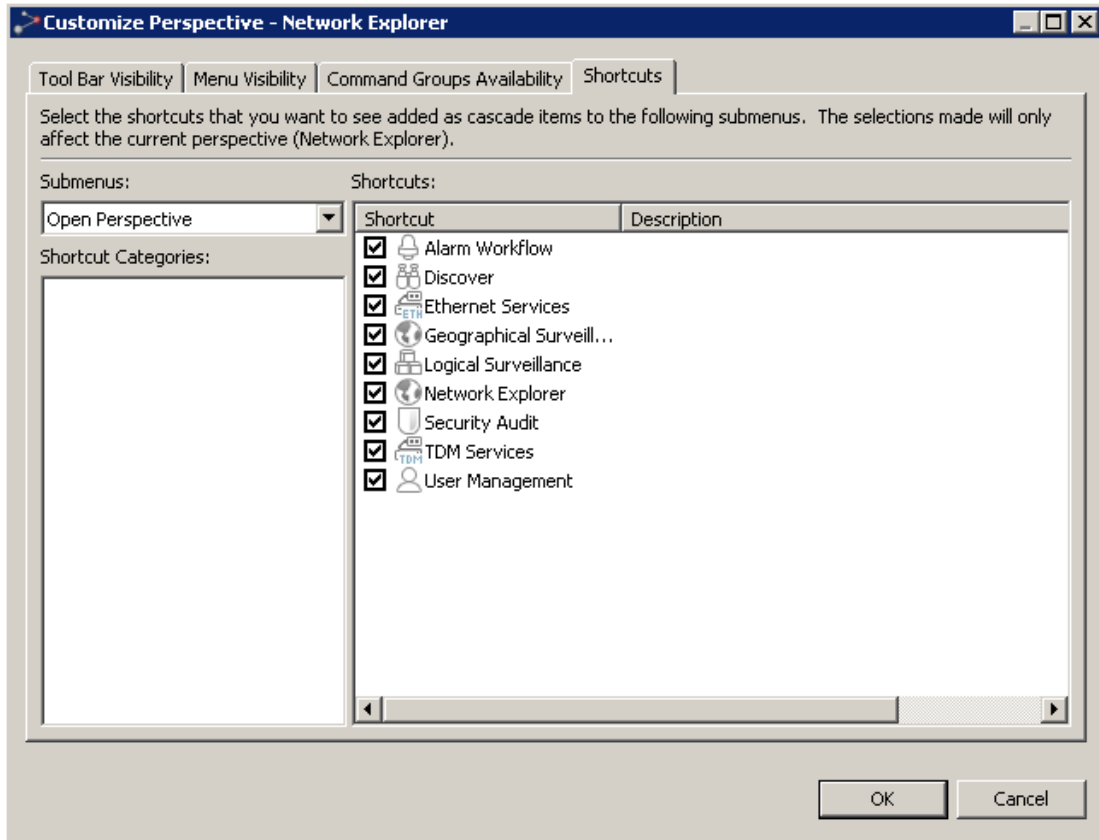 Customize Perspective - Network Explorer
Tool Bar Visibility Menu Visibility Command Groups Availability Shortcuts
Select the shortcuts that you want to see added as cascade items to the following submenus. The selections made will only
affect the current perspective (Network Explorer).
Submenus:
Shortcuts:
Open Perspective
Shortcut Description
Shortcut Categories:
Alarm Workflow
Discover
ETH
Ethernet Services
Geographical Surveill...
Logical Surveillance
Network Explorer
Security Audit
TDM
TDM Services
User Management
OK Cancel